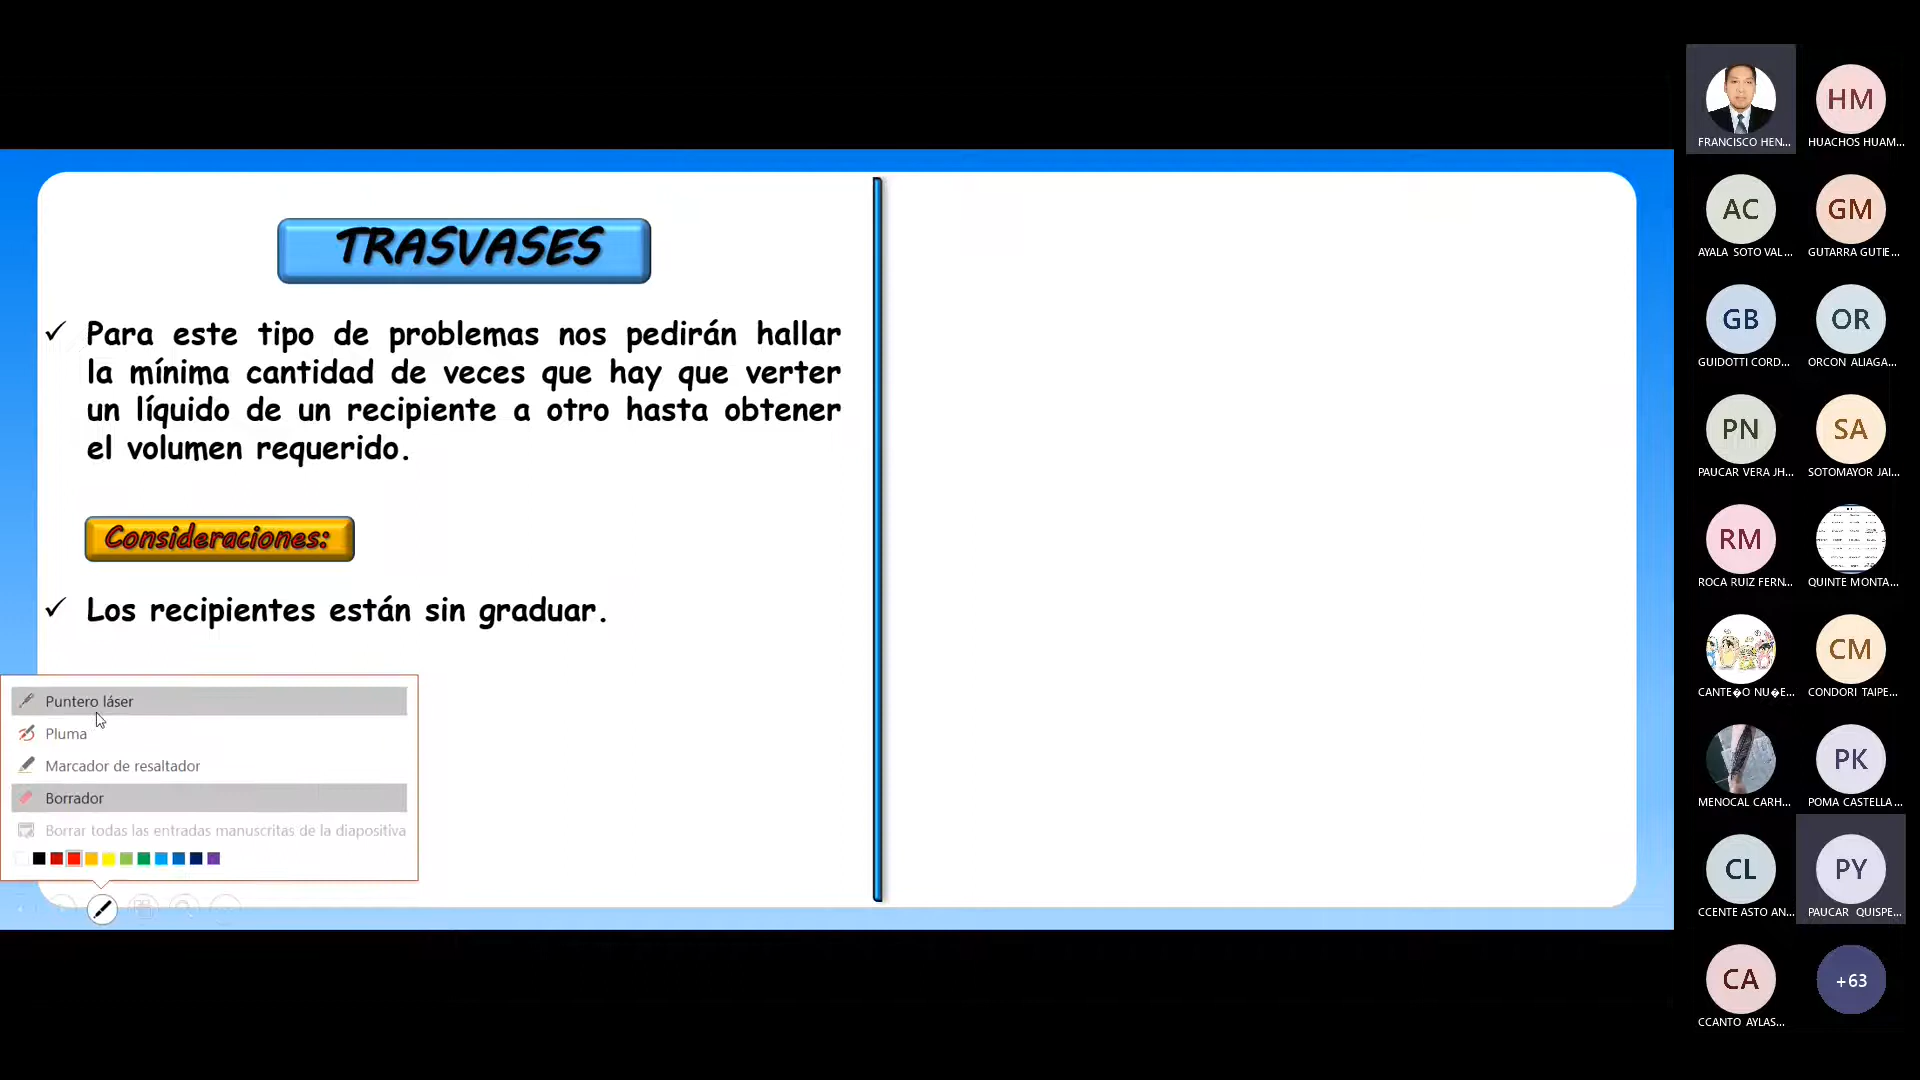 TRASVASES
✓ Para este tipo de problemas nos pedirán hallar
la mínima cantidad de veces que hay que verter
un líquido de un recipiente a otro hasta obtener
el volumen requerido.
Consideraciones:
✓ Los recipientes están sin graduar.
Puntero láser
Pluma
Marcador de resaltador
Borrador
Borrar todas las entradas manuscritas de la diapositiva
FRANCISCO HEN...
HM
HUACHOS HUAM...
AC
AYALA SOTO VAL...
GM
GUTARRA GUTIE...
GB
GUIDOTTI CORD...
OR
ORCON ALIAGA...
PN
PAUCAR VERA JH...
SA
SOTOMAYOR JAI...
RM
ROCA RUIZ FERN...
QUINTE MONTA...
CANTE�O NU�E...
CM
CONDORI TAIPE...
MENOCAL CARH...
PK
POMA CASTELLA...
CL
CCENTE ASTO AN...
PY
PAUCAR QUISPE...
CA
CCANTO AYLAS...
+63